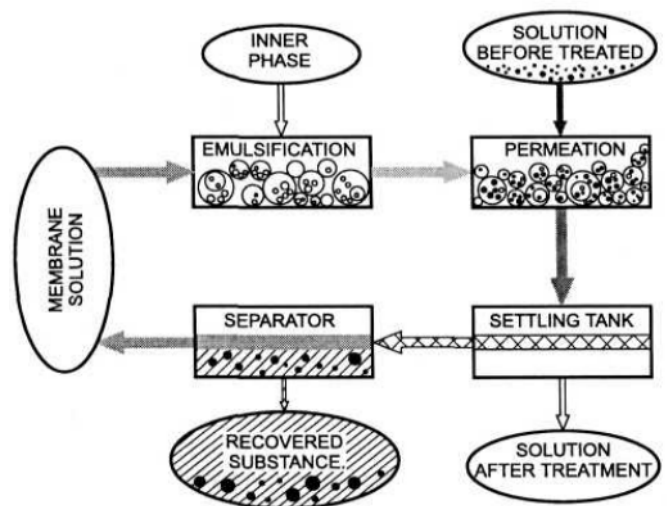 INNER
PHASE
SOLUTION
BEFORE TREATED
EMULSIFICATION
PERMEATION
MEMBRANE
SOLUTION
SEPARATOR
SETTLING TANK
RECOVERED
SUBSTANCE.
SOLUTION
AFTER TREATMENT